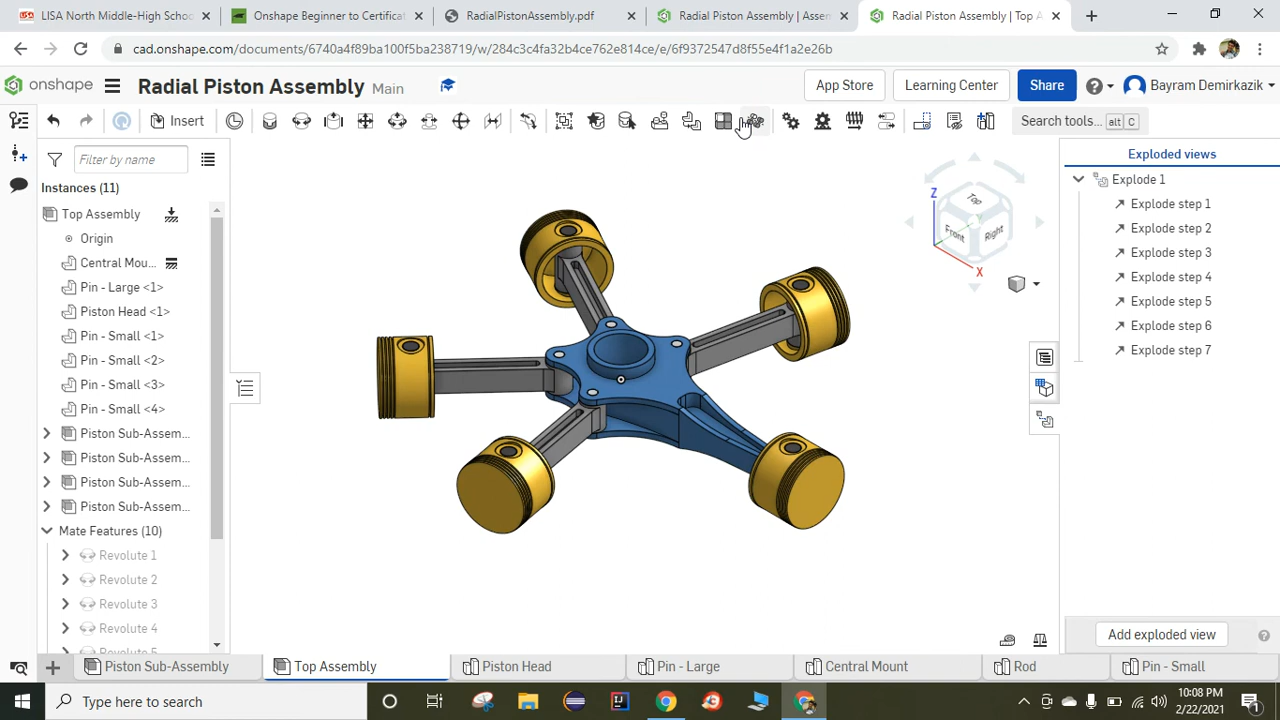 LISA North Middle-High Schoo
Onshape Beginner to Certificat
RadialPistonAssembly.pdf
Radial Piston Assembly | Assem
Radial Piston Assembly | Top A
cad.onshape.com/documents/6740a4f89ba100f5ba238719/w/284c3c4fa32b4ce762e814ce/e/6f9372547d8f55e4f1a2e26b
onshape
Radial Piston Assembly Main
App Store
Learning Center
Share
Bayram Demirkazik
Insert
Search tools... alt C
Filter by name
Instances (11)
Top Assembly
Origin
Central Mou...
Pin - Large <1>
Piston Head <1>
Pin - Small <1>
Pin - Small <2>
Pin - Small <3>
Pin - Small <4>
Piston Sub-Assem...
Piston Sub-Assem...
Piston Sub-Assem...
Piston Sub-Assem...
Mate Features (10)
Revolute 1
Revolute 2
Revolute 3
Revolute 4
Z
Top
Front
Right
X
Exploded views
Explode 1
Explode step 1
Explode step 2
Explode step 3
Explode step 4
Explode step 5
Explode step 6
Explode step 7
Add exploded view
Piston Sub-Assembly
Top Assembly
Piston Head
Pin - Large
Central Mount
Rod
Pin - Small
Type here to search
10:08 PM
2/22/2021